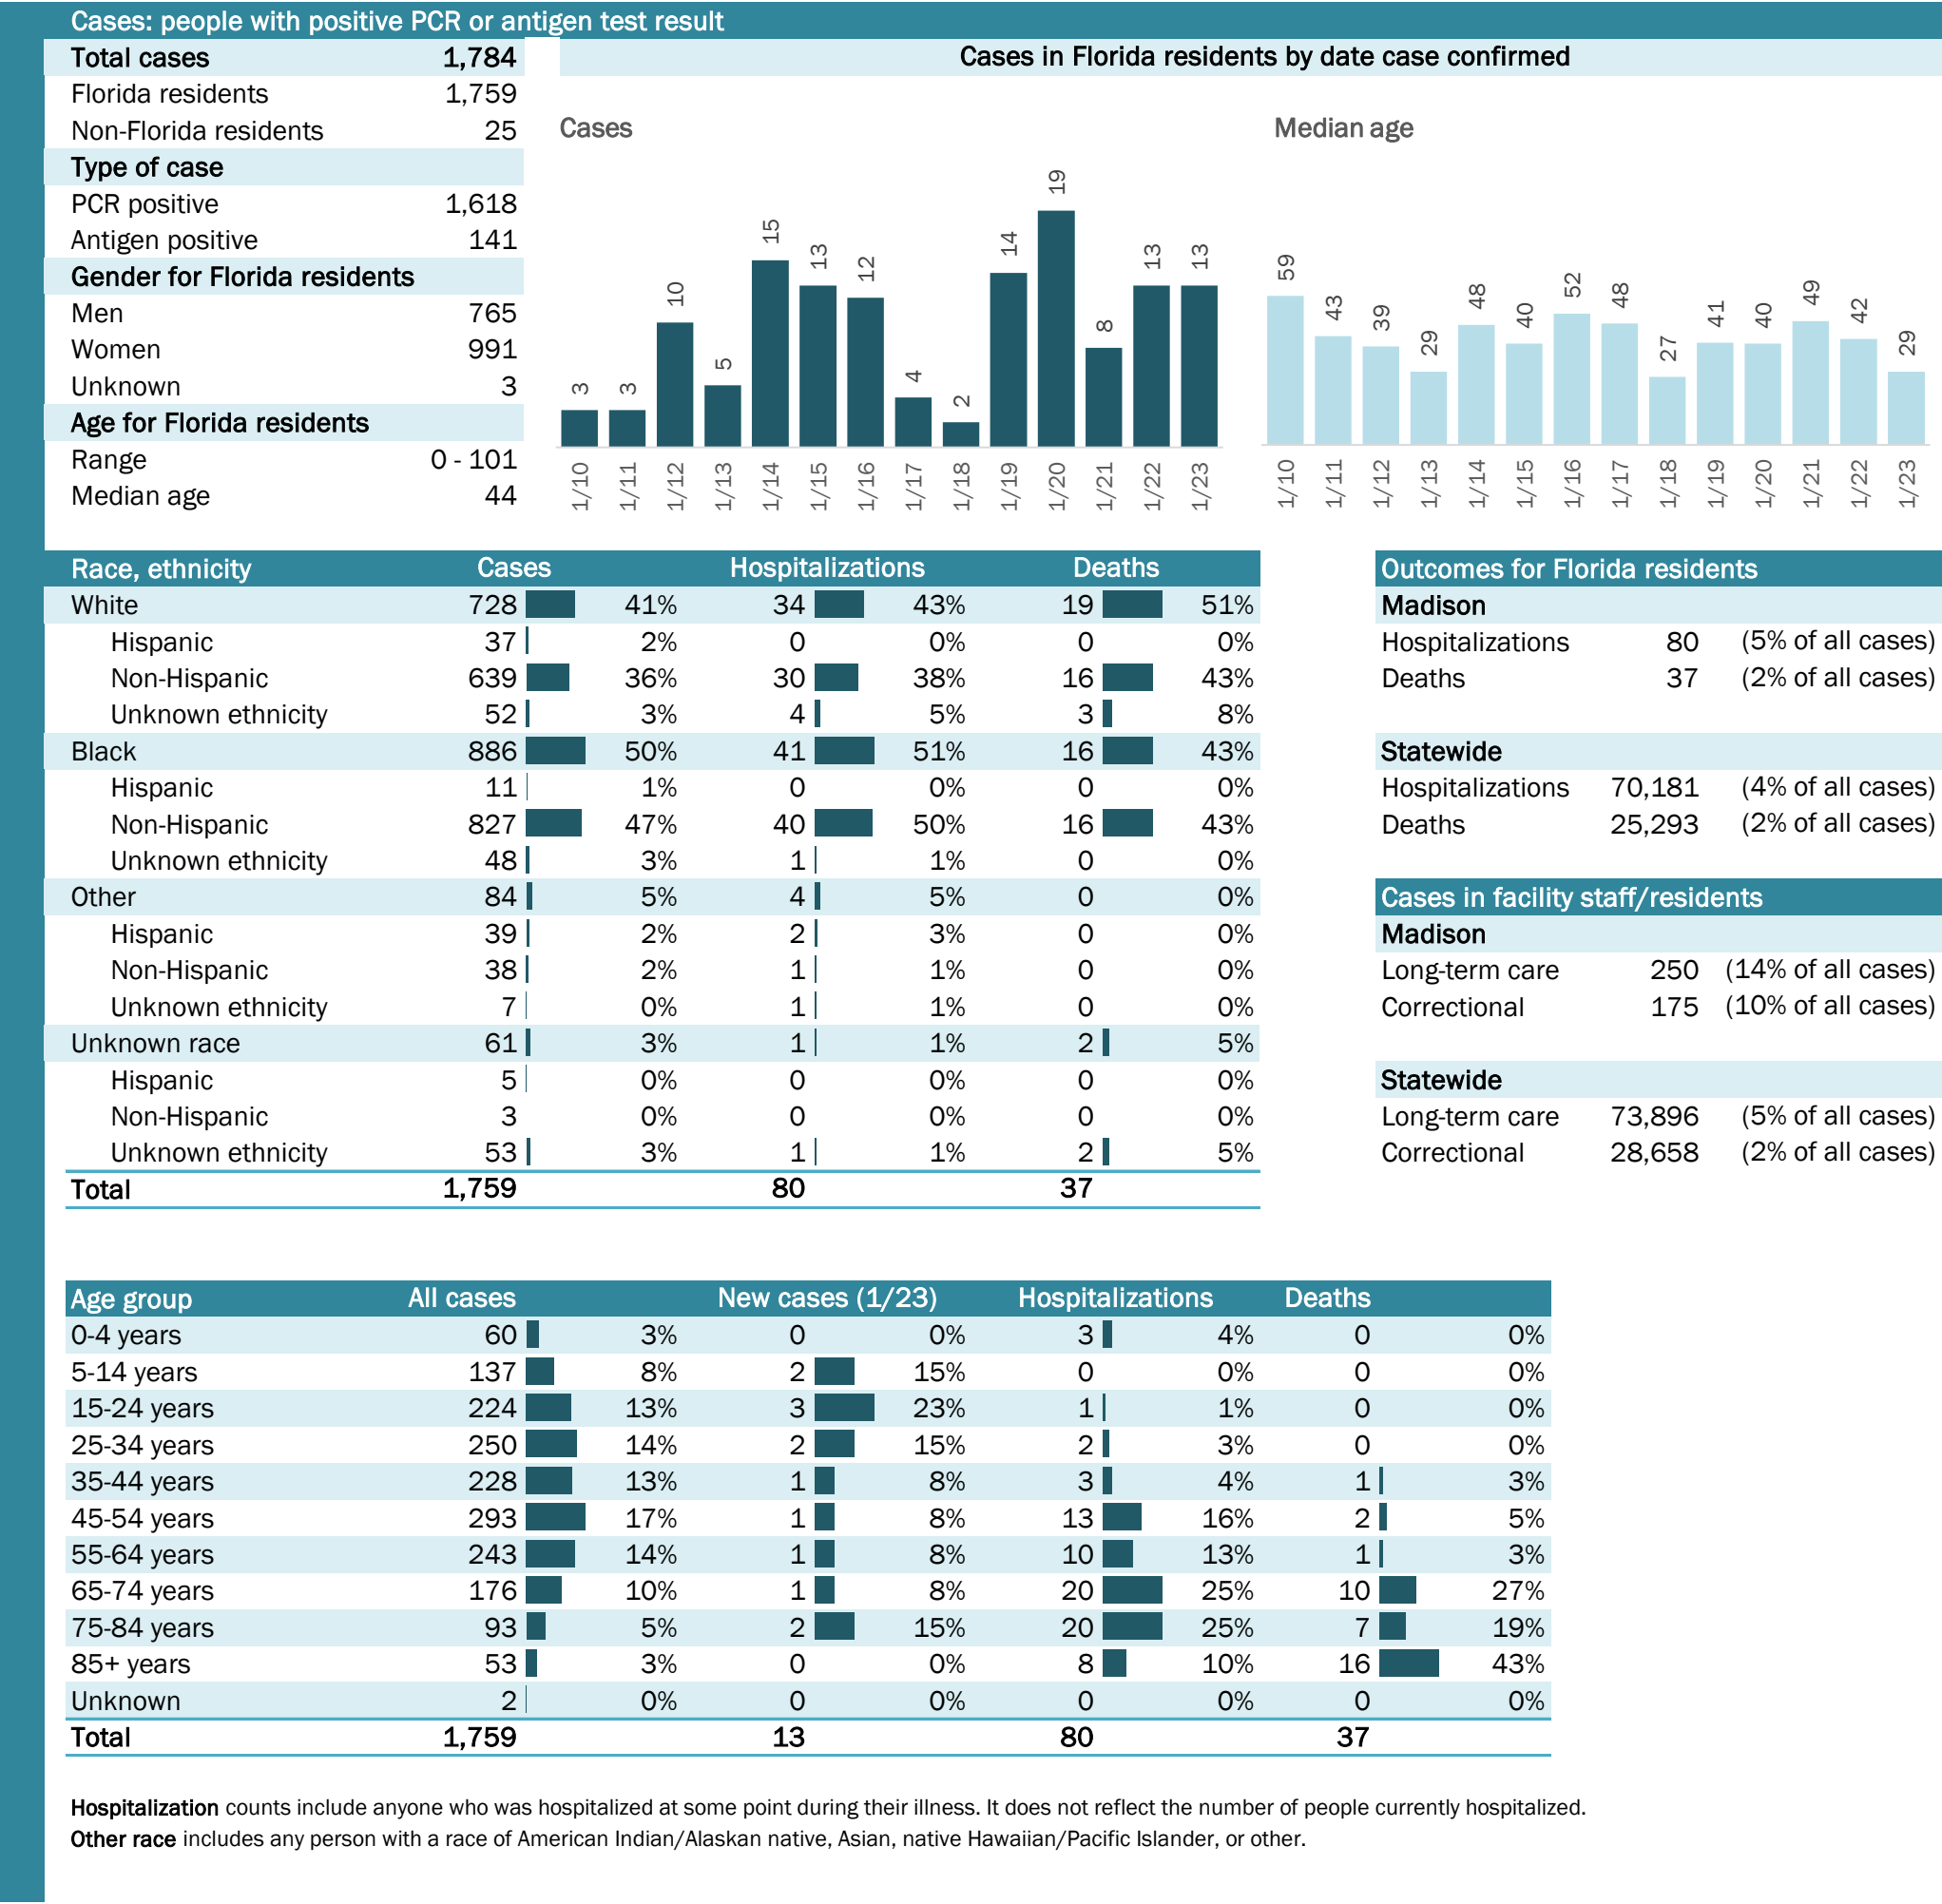 Cases: people with positive PCR or antigen test result
Total cases 1,784
Florida residents 1,759
Non-Florida residents 25
Type of case
PCR positive 1,618
Antigen positive 141
Gender for Florida residents
Men 765
Women 991
Unknown 3
Age for Florida residents
Range 0 - 101
Median age 44
Cases in Florida residents by date case confirmed
Cases
3 3 10 5 15 13 12 4 2 14 19 8 13 13
1/10 1/11 1/12 1/13 1/14 1/15 1/16 1/17 1/18 1/19 1/20 1/21 1/22 1/23
Median age
59 43 39 29 48 40 52 48 27 41 40 49 42 29
1/10 1/11 1/12 1/13 1/14 1/15 1/16 1/17 1/18 1/19 1/20 1/21 1/22 1/23
Race, ethnicity Cases Hospitalizations Deaths
White 728 41% 34 43% 19 51%
Hispanic 37 2% 0 0% 0 0%
Non-Hispanic 639 36% 30 38% 16 43%
Unknown ethnicity 52 3% 4 5% 3 8%
Black 886 50% 41 51% 16 43%
Hispanic 11 1% 0 0% 0 0%
Non-Hispanic 827 47% 40 50% 16 43%
Unknown ethnicity 48 3% 1 1% 0 0%
Other 84 5% 4 5% 0 0%
Hispanic 39 2% 2 3% 0 0%
Non-Hispanic 38 2% 1 1% 0 0%
Unknown ethnicity 7 0% 1 1% 0 0%
Unknown race 61 3% 1 1% 2 5%
Hispanic 5 0% 0 0% 0 0%
Non-Hispanic 3 0% 0 0% 0 0%
Unknown ethnicity 53 3% 1 1% 2 5%
Total 1,759 80 37
Outcomes for Florida residents
Madison
Hospitalizations 80 (5% of all cases)
Deaths 37 (2% of all cases)
Statewide
Hospitalizations 70,181 (4% of all cases)
Deaths 25,293 (2% of all cases)
Cases in facility staff/residents
Madison
Long-term care 250 (14% of all cases)
Correctional 175 (10% of all cases)
Statewide
Long-term care 73,896 (5% of all cases)
Correctional 28,658 (2% of all cases)
Age group All cases New cases (1/23) Hospitalizations Deaths
0-4 years 60 3% 0 0% 3 4% 0 0%
5-14 years 137 8% 2 15% 0 0% 0 0%
15-24 years 224 13% 3 23% 1 1% 0 0%
25-34 years 250 14% 2 15% 2 3% 0 0%
35-44 years 228 13% 1 8% 3 4% 1 3%
45-54 years 293 17% 1 8% 13 16% 2 5%
55-64 years 243 14% 1 8% 10 13% 1 3%
65-74 years 176 10% 1 8% 20 25% 10 27%
75-84 years 93 5% 2 15% 20 25% 7 19%
85+ years 53 3% 0 0% 8 10% 16 43%
Unknown 2 0% 0 0% 0 0% 0 0%
Total 1,759 13 80 37
Hospitalization counts include anyone who was hospitalized at some point during their illness. It does not reflect the number of people currently hospitalized.
Other race includes any person with a race of American Indian/Alaskan native, Asian, native Hawaiian/Pacific Islander, or other.